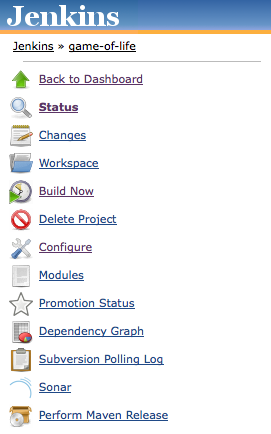 Jenkins
Jenkins » game-of-life
Back to Dashboard
Status
Changes
Workspace
Build Now
Delete Project
Configure
Modules
Promotion Status
Dependency Graph
Subversion Polling Log
Sonar
Perform Maven Release